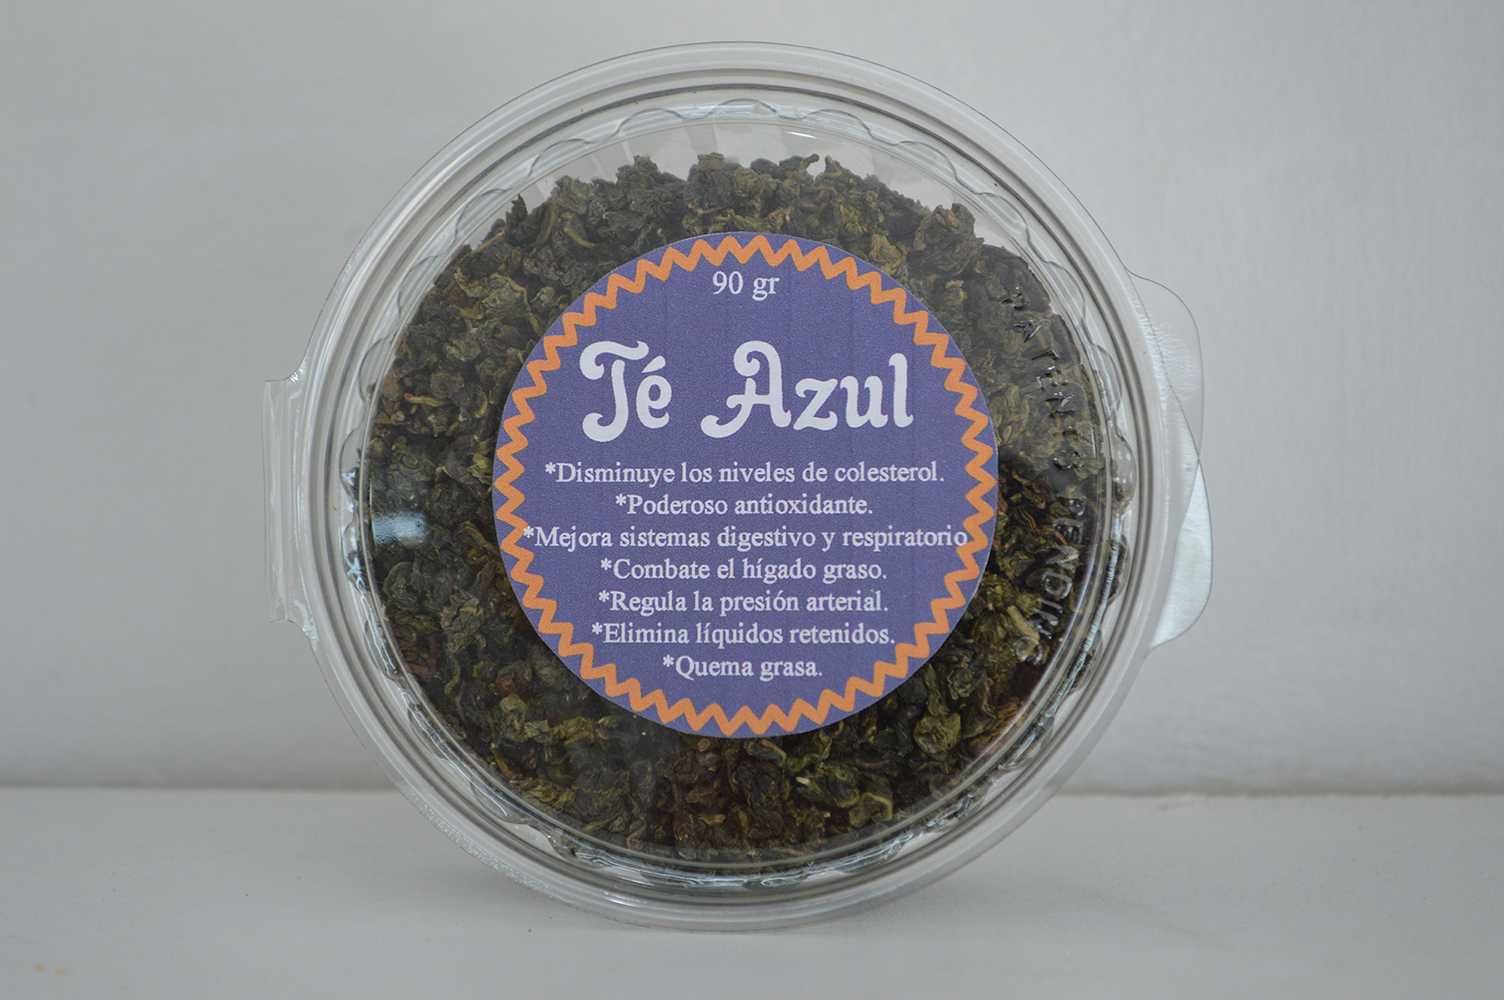 90 gr
Té Azul
*Disminuye los niveles de colesterol.
*Poderoso antioxidante.
*Mejora sistemas digestivo y respiratorio
*Combate el hígado graso.
*Regula la presión arterial.
*Elimina líquidos retenidos.
*Quema grasa.